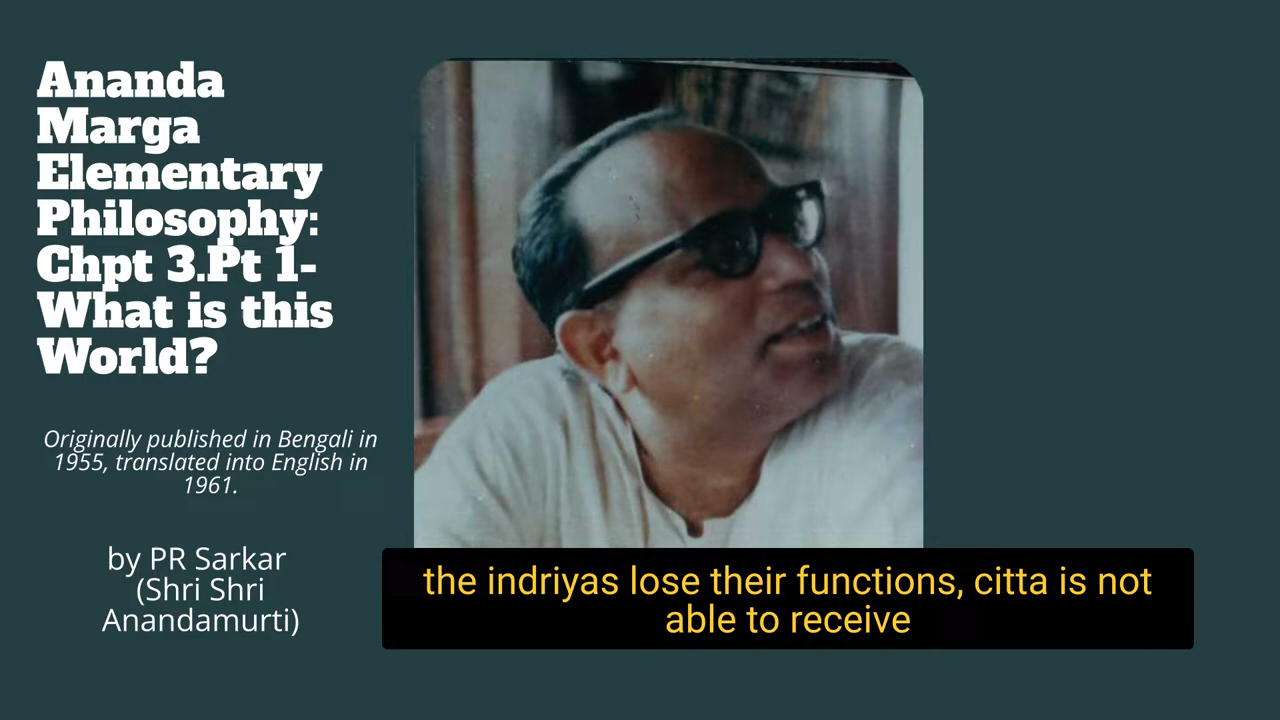 Ananda
Marga
Elementary
Philosophy:
Chpt 3.Pt 1-
What is this
World?
Originally published in Bengali in
1955, translated into English in
1961.
by PR Sarkar
(Shri Shri
Anandamurti)
the indriyas lose their functions, citta is not
able to receive